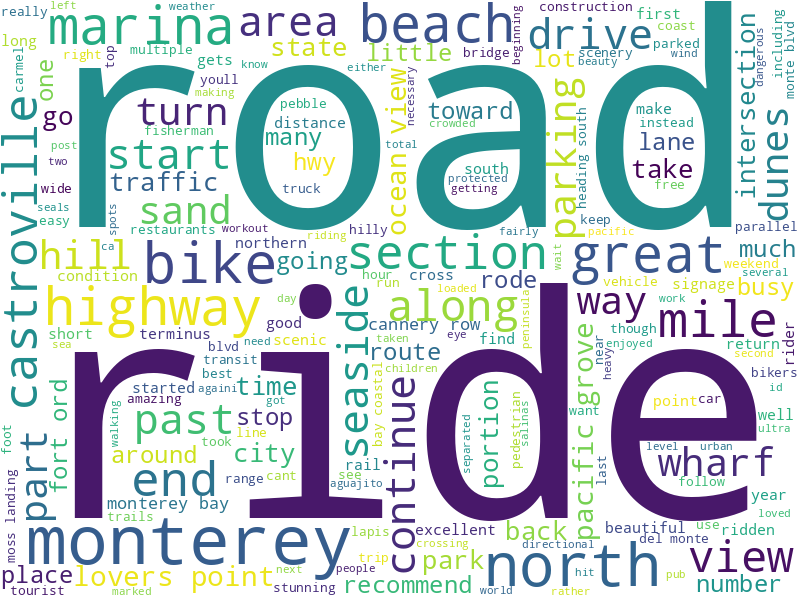 really
weather
left
construction
marina
area
beach
drive
first
coast
including
monte blvd
dangerous
long
right
multiple
top
state
little
bridge
beginning
scenery
parked
wind
beauty
carmel
one
gets
know
youll
either
lot
intersection
road
go
turn
pebble
distance
many
making
necessary
toward
crowded
parking
make
instead
lane
dunes
post
fisherman
start
hwy
ocean view
total
south
heading south
take
free
two
wide
traffic
truck
protected
getting
seals
easy
spots
ca
sand
restaurants
workout
hilly
riding
fairly
pacific
keep
parallel
castroville
hill
northern
bike
going
hour
run
cross
section
rode
wait
great
weekend
several
much
condition
highway
day
loaded
along
peninsula
vehicle
signage
busy
work
short
sea
terminus
good
scenic
seaside
cannery row
find
way
mile
though
return
rider
blvd
need
taken
eye
route
near
heavy
enjoyed
second
bikers
transit
best
started
againi
amazing
got
time
children
continue
want
point
car
id
well
ultra
foot
fort ord
walking
past
took
stop
line
bay coastal
portion
separated
pedestrian
salinas
pacific grove
last
level
urban
wharf
part
around
city
rail
see
aguajito
ride
moss landing
end
range
cant
follow
year
loved
trails
monterey bay
lapis
excellent
back
beautiful
use
ridden
monterey
crossing
directional
del monte
place
tourist
marked
lovers point
next
stunning
trip
people
recommend
park
north
world
hit
rather
pub
view
number